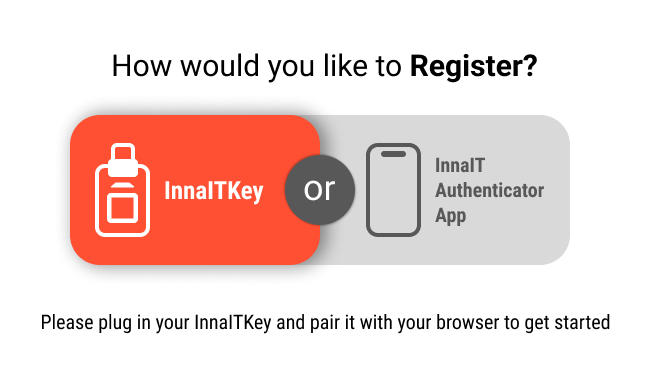 How would you like to Register?
InnaITKey
or
InnaIT
Authenticator
App
Please plug in your InnaITKey and pair it with your browser to get started